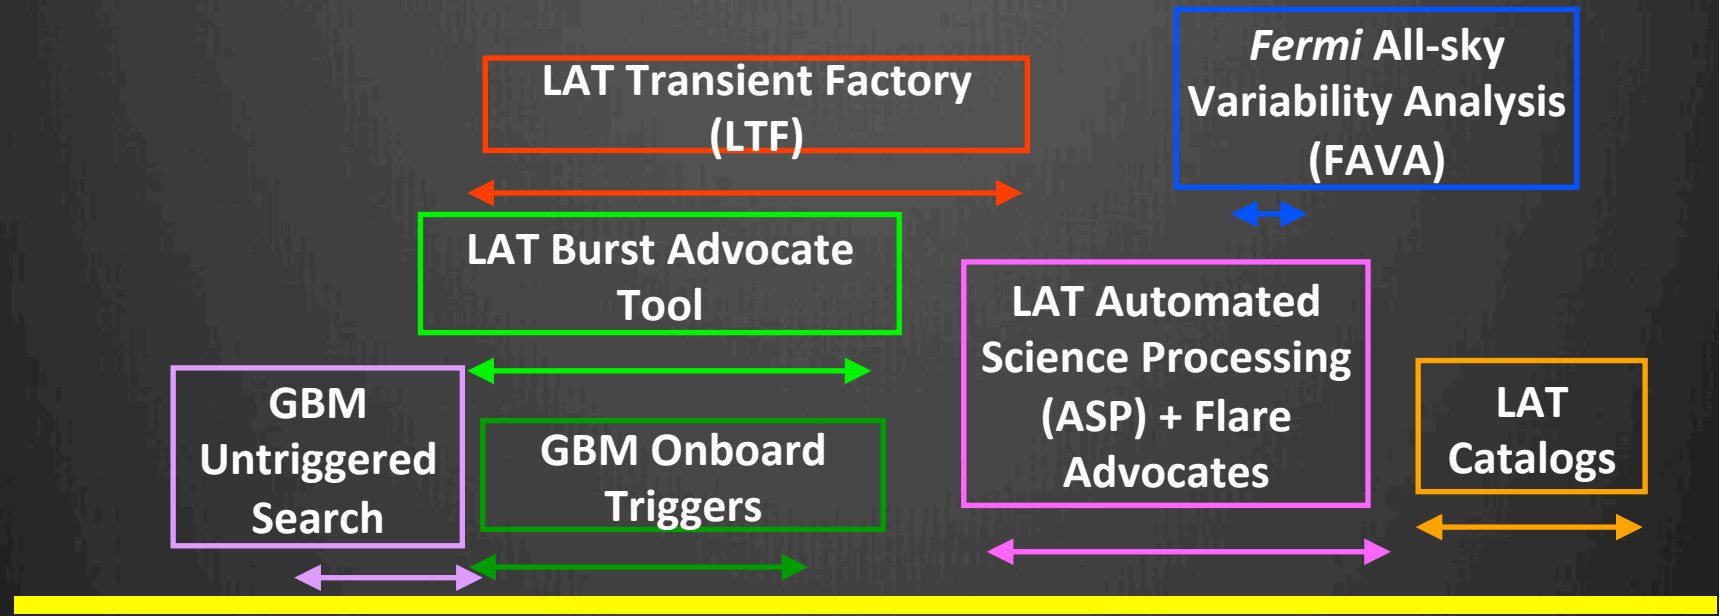 LAT Transient Factory
(LTF)
Fermi All-sky
Variability Analysis
(FAVA)
LAT Burst Advocate
Tool
LAT Automated
Science Processing
(ASP) + Flare
Advocates
GBM
Untriggered
Search
GBM Onboard
Triggers
LAT
Catalogs